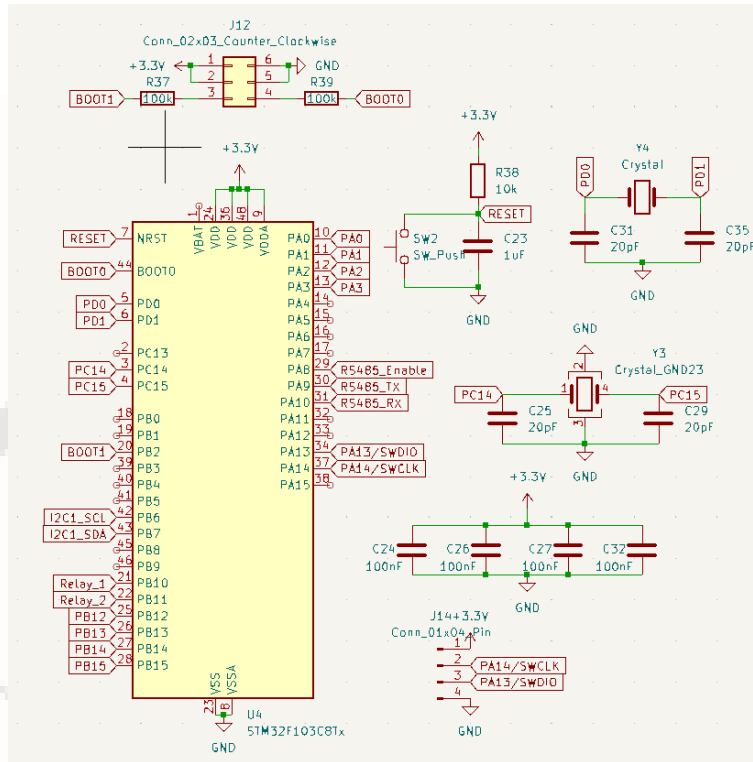 J12
Conn_02x03_Counter_Clockwise
+3.3V 1 6 GND
2 5
BOOT1 R37 100k 3 4 R39 100k BOOT0
+3.3V
1 24 36 48 9
VBAT VDD VDD VDD VDDA
RESET 7 NRST
BOOT0 44 BOOT0
PD0 5 PD0
PD1 6 PD1
2 PC13
PC14 3 PC14
PC15 4 PC15
18 PB0
19 PB1
BOOT1 20 PB2
39 PB3
40 PB4
41 PB5
I2C1_SCL 42 PB6
I2C1_SDA 43 PB7
45 PB8
46 PB9
Relay_1 21 PB10
Relay_2 22 PB11
PB12 25 PB12
PB13 26 PB13
PB14 27 PB14
PB15 28 PB15
PA0 10 PA0
PA1 11 PA1
PA2 12 PA2
PA3 13 PA3
PA4 14
PA5 15
PA6 16
PA7 17
PA8 29 RS485_Enable
PA9 30 RS485_TX
PA10 31 RS485_RX
PA11 32
PA12 33
PA13 34 PA13/SWDIO
PA14 37 PA14/SWCLK
PA15 38
VSS VSSA
23 8
U4
STM32F103C8Tx
GND
+3.3V
R38
10k
RESET
SW2
SW_Push
C23
1uF
GND
Y4
Crystal
PD0 PD1
C31
20pF
C35
20pF
GND
GND
Y3
Crystal_GND23
2
PC14 1 4 PC15
3
C25
20pF
C29
20pF
GND
+3.3V
C24
100nF
C26
100nF
C27
100nF
C32
100nF
GND
J14 +3.3V
Conn_01x04_Pin
1
2 PA14/SWCLK
3 PA13/SWDIO
4
GND